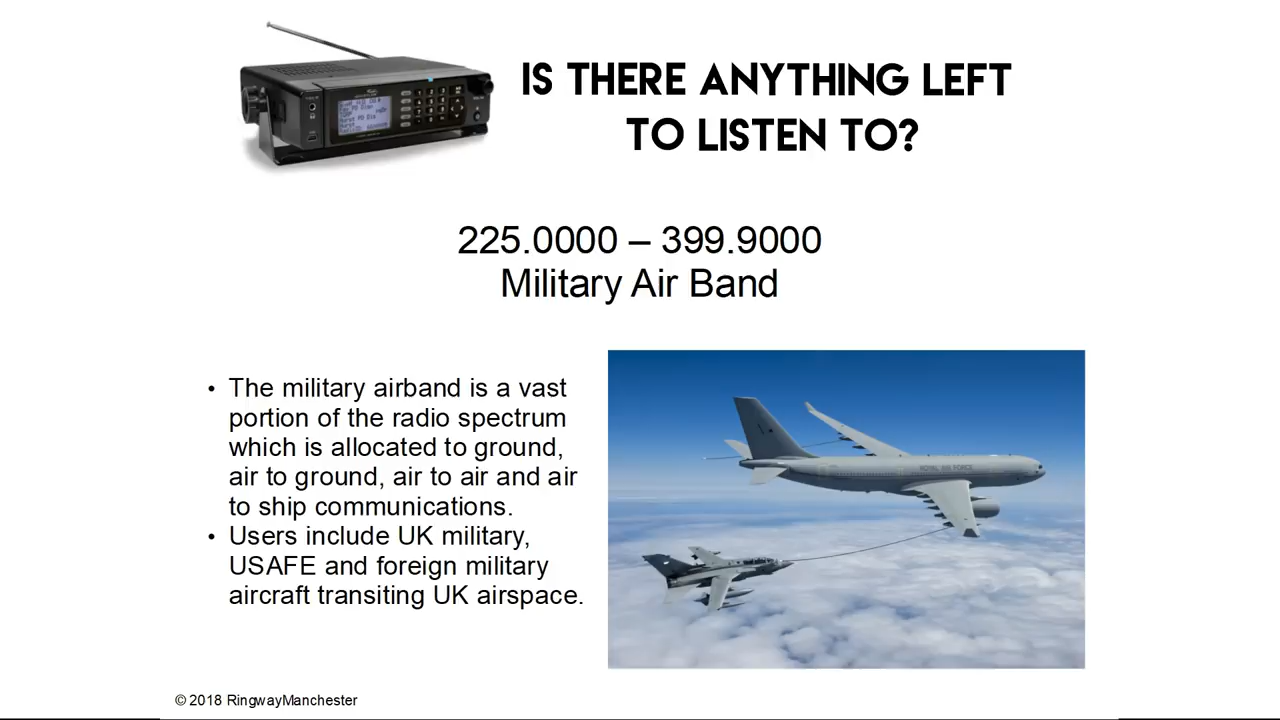 IS THERE ANYTHING LEFT
TO LISTEN TO?
225.0000 – 399.9000
Military Air Band
• The military airband is a vast
portion of the radio spectrum
which is allocated to ground,
air to ground, air to air and air
to ship communications.
• Users include UK military,
USAFE and foreign military
aircraft transiting UK airspace.
ROYAL AIR FORCE
© 2018 RingwayManchester